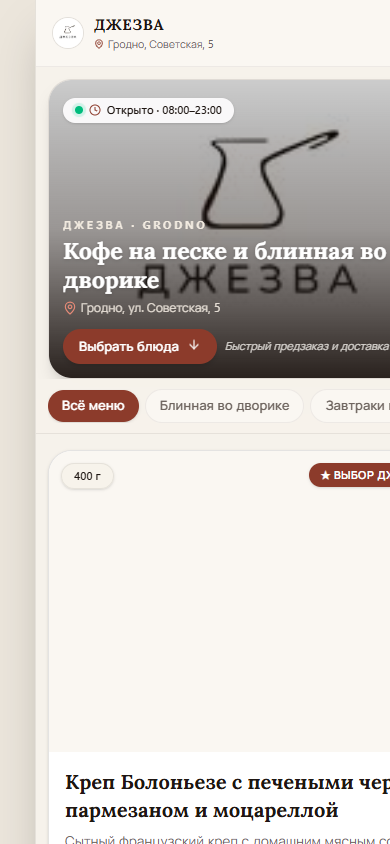 ДЖЕЗВА
Гродно, Советская, 5
Открыто · 08:00–23:00
ДЖЕЗВА · GRODNO
Кофе на песке и блинная во
дворике
ДЖЕЗВА
Гродно, ул. Советская, 5
Выбрать блюда
Быстрый предзаказ и доставка
Всё меню
Блинная во дворике
Завтраки
400 г
★ ВЫБОР ДЖ
Креп Болоньезе с печеными чер
пармезаном и моцареллой
Сытный французский креп с домашним мясным со